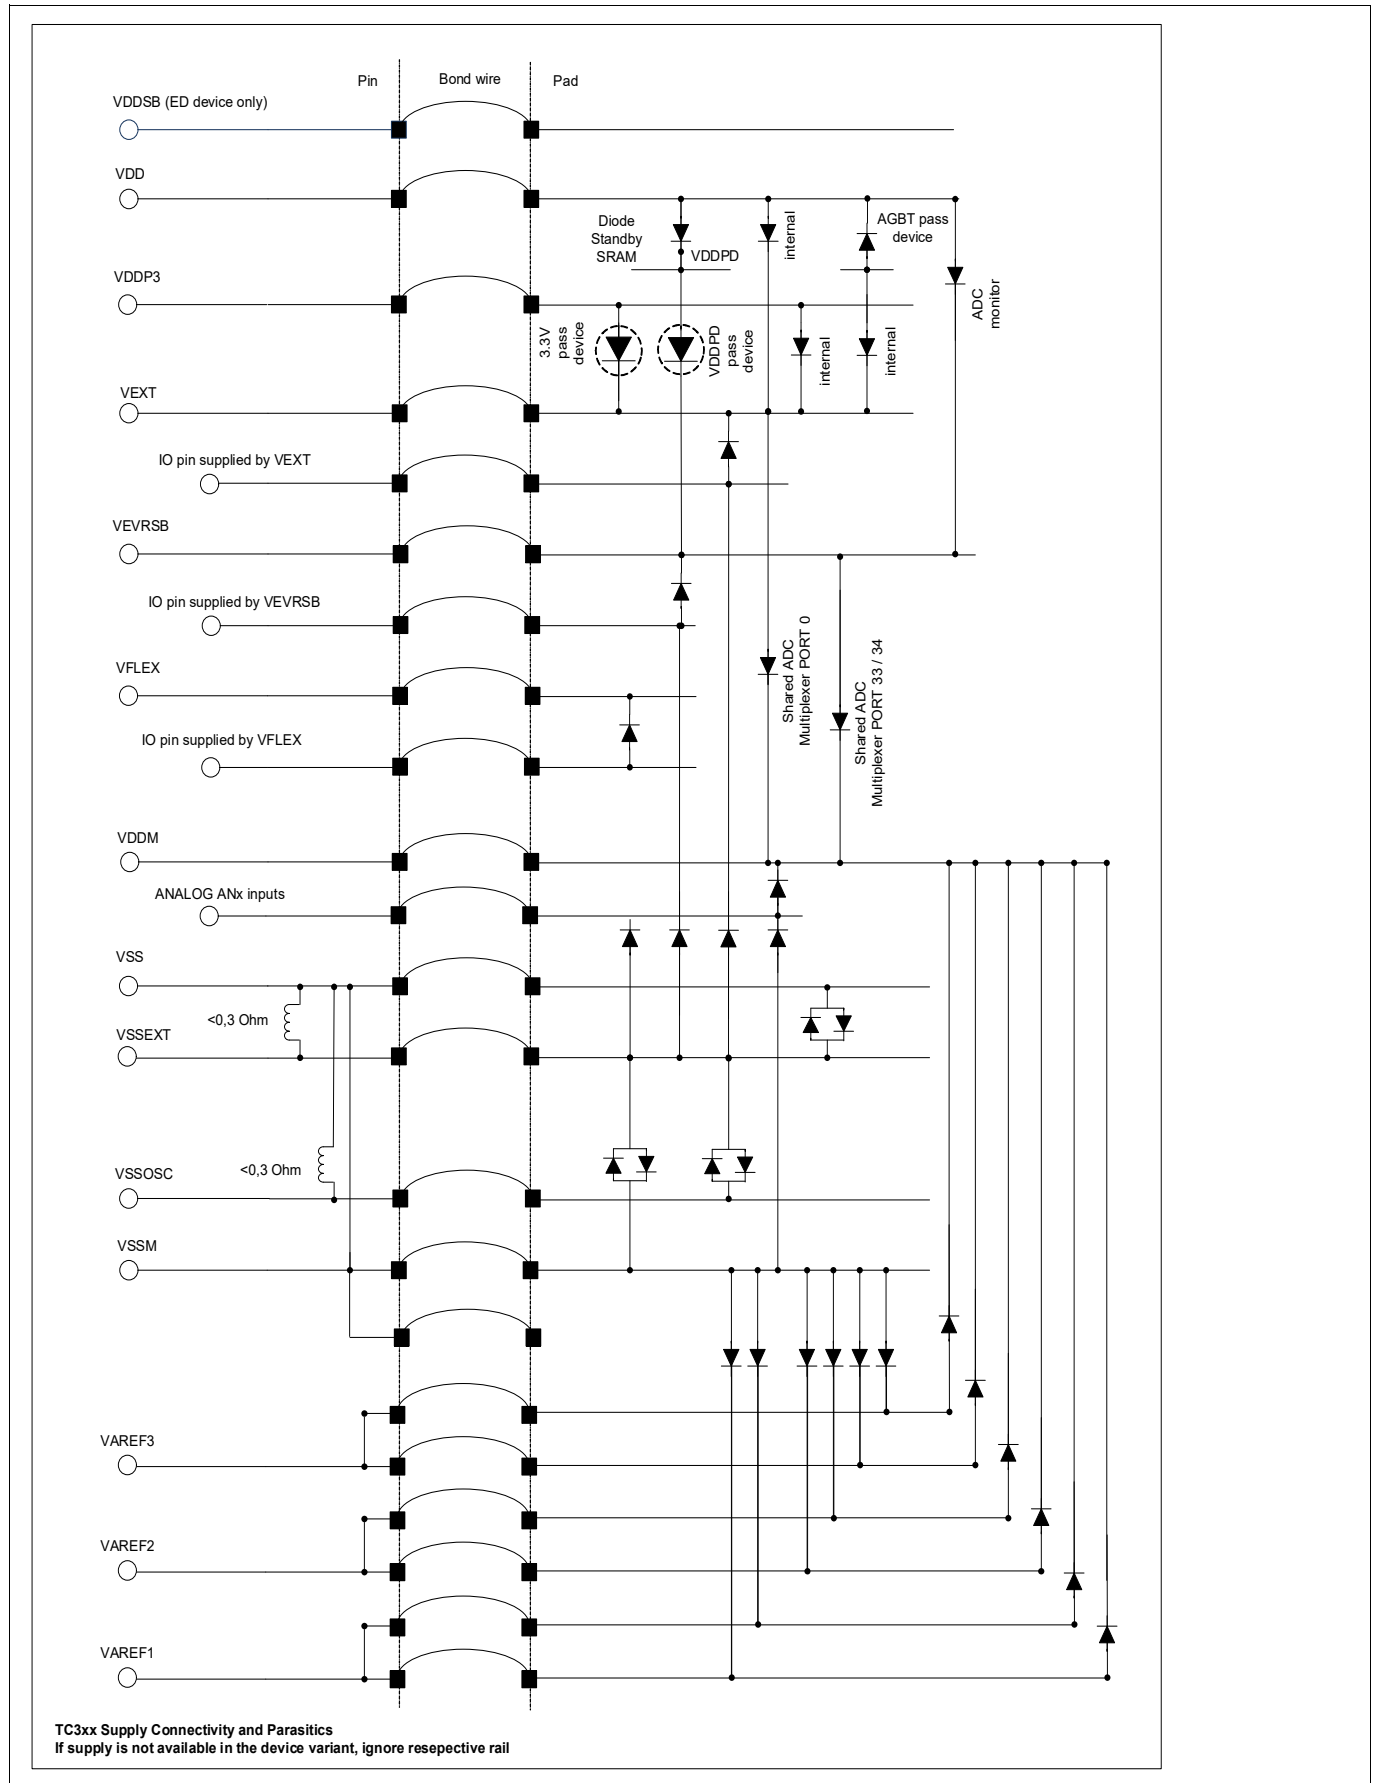 Pin
Bond wire
Pad
VDDSB (ED device only)
VDD
Diode
Standby
SRAM
VDDPD
internal
AGBT pass
device
ADC
monitor
VDDP3
3.3V
pass
device
VDDPD
pass
device
internal
internal
VEXT
IO pin supplied by VEXT
VEVRSB
IO pin supplied by VEVRSB
VFLEX
Shared ADC
Multiplexer PORT 0
Shared ADC
Multiplexer PORT 33 / 34
IO pin supplied by VFLEX
VDDM
ANALOG ANx inputs
VSS
<0,3 Ohm
VSSEXT
<0,3 Ohm
VSSOSC
VSSM
VAREF3
VAREF2
VAREF1
TC3xx Supply Connectivity and Parasitics
If supply is not available in the device variant, ignore resepective rail